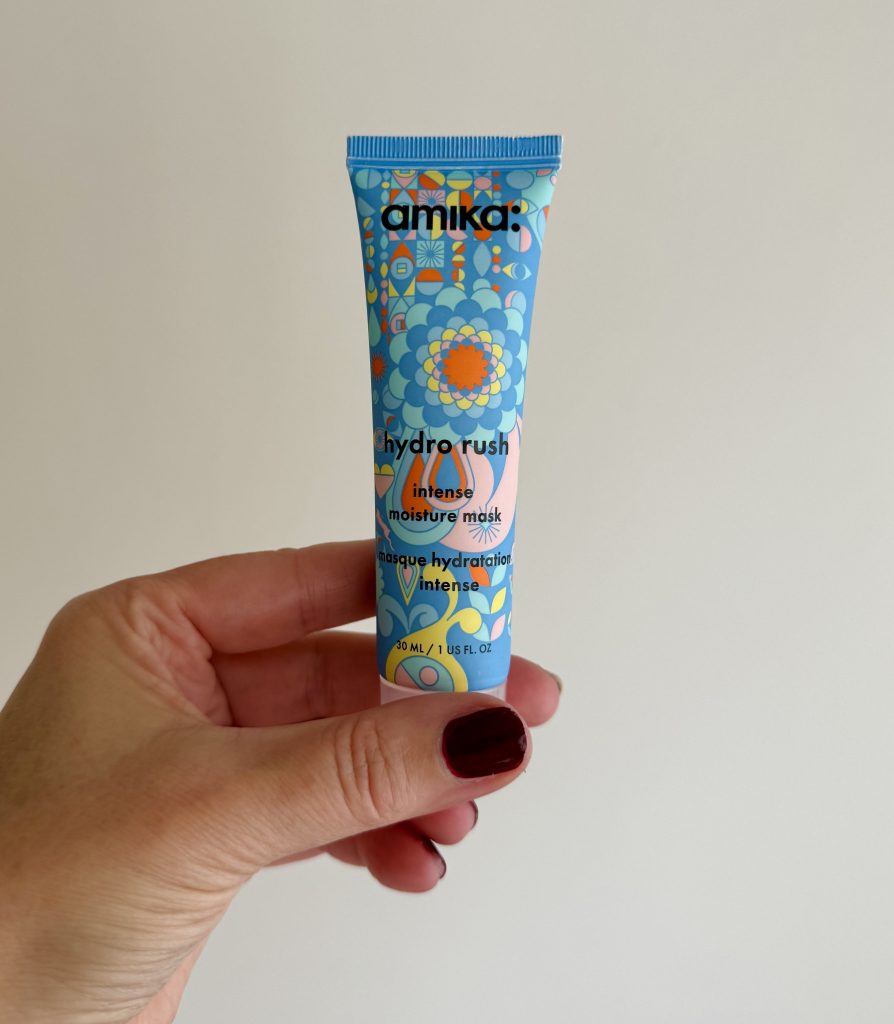 amika:
hydro rush
intense
moisture mask
masque hydratation
intense
30 ML / 1 US FL. OZ